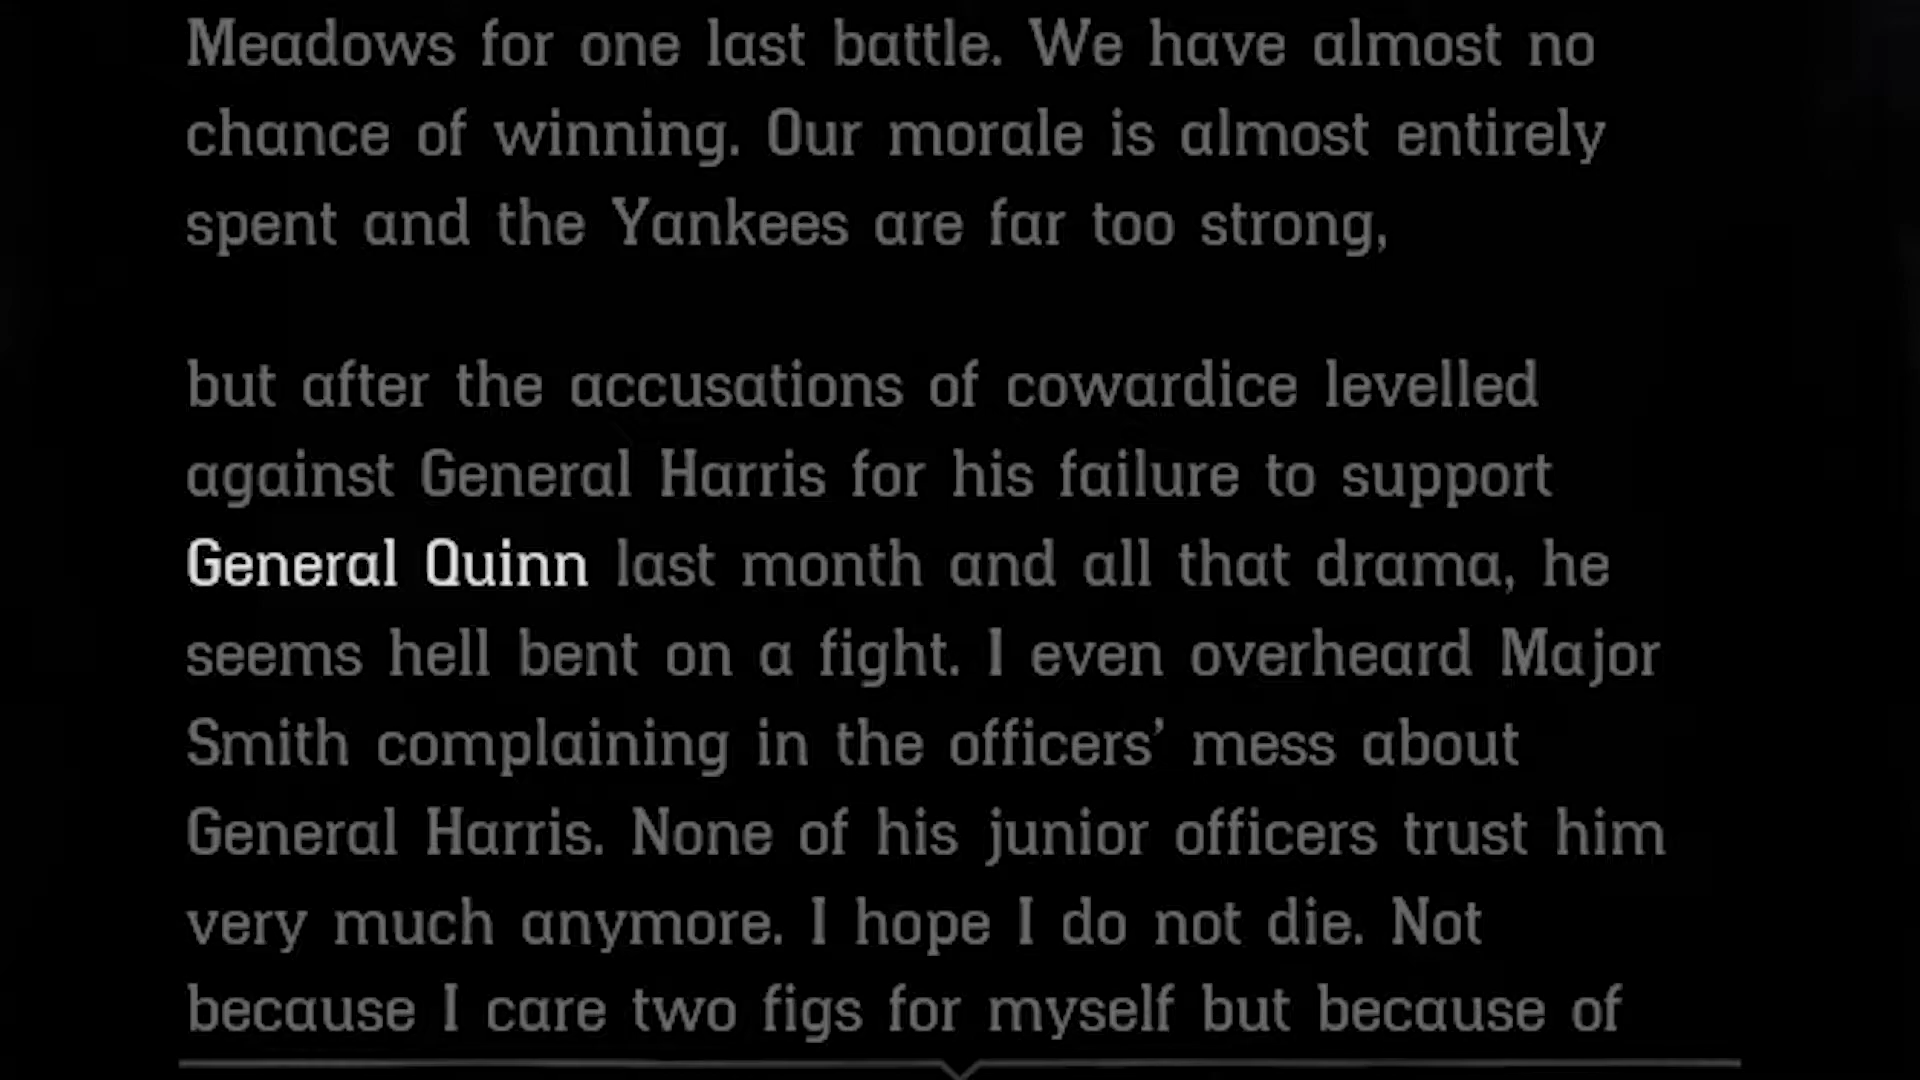 Meadows for one last battle. We have almost no
chance of winning. Our morale is almost entirely
spent and the Yankees are far too strong,
but after the accusations of cowardice levelled
against General Harris for his failure to support
General Quinn last month and all that drama, he
seems hell bent on a fight. I even overheard Major
Smith complaining in the officers’ mess about
General Harris. None of his junior officers trust him
very much anymore. I hope I do not die. Not
because I care two figs for myself but because of